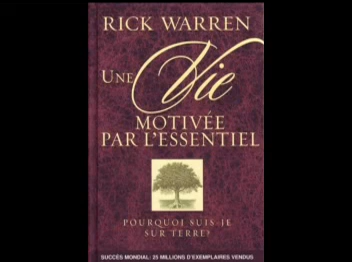 RICK WARREN
UNE Vie
MOTIVÉE
PAR L'ESSENTIEL
POURQUOI SUIS-JE
SUR TERRE?
SUCCÈS MONDIAL: 25 MILLIONS D'EXEMPLAIRES VENDUS